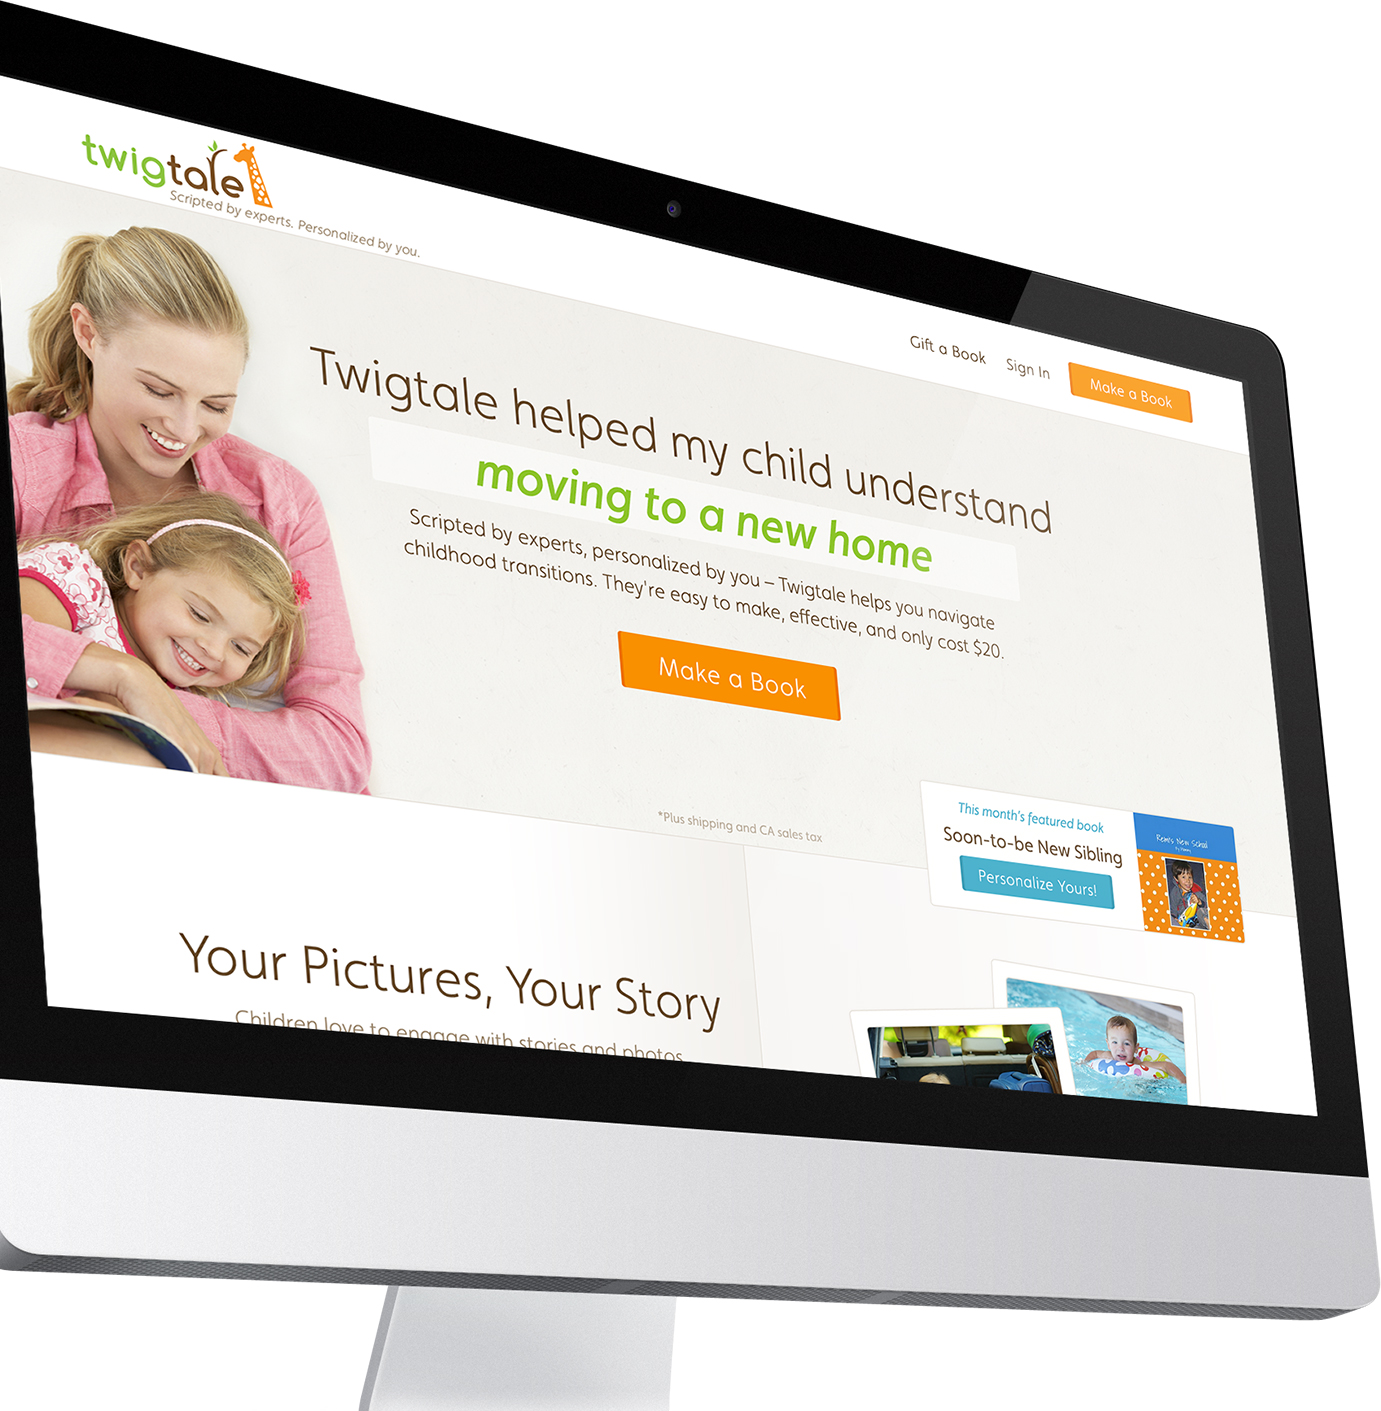 twigtale
Scripted by experts. Personalized by you.
Gift a Book
Sign In
Make a Book
Twigtale helped my child understand
moving to a new home
Scripted by experts, personalized by you – Twigtale helps you navigate
childhood transitions. They're easy to make, effective, and only cost $20.
Make a Book
*Plus shipping and CA sales tax
This month's featured book
Soon-to-be New Sibling
Personalize Yours!
Remi's New School
Your Pictures, Your Story
Children love to engage with stories and photos